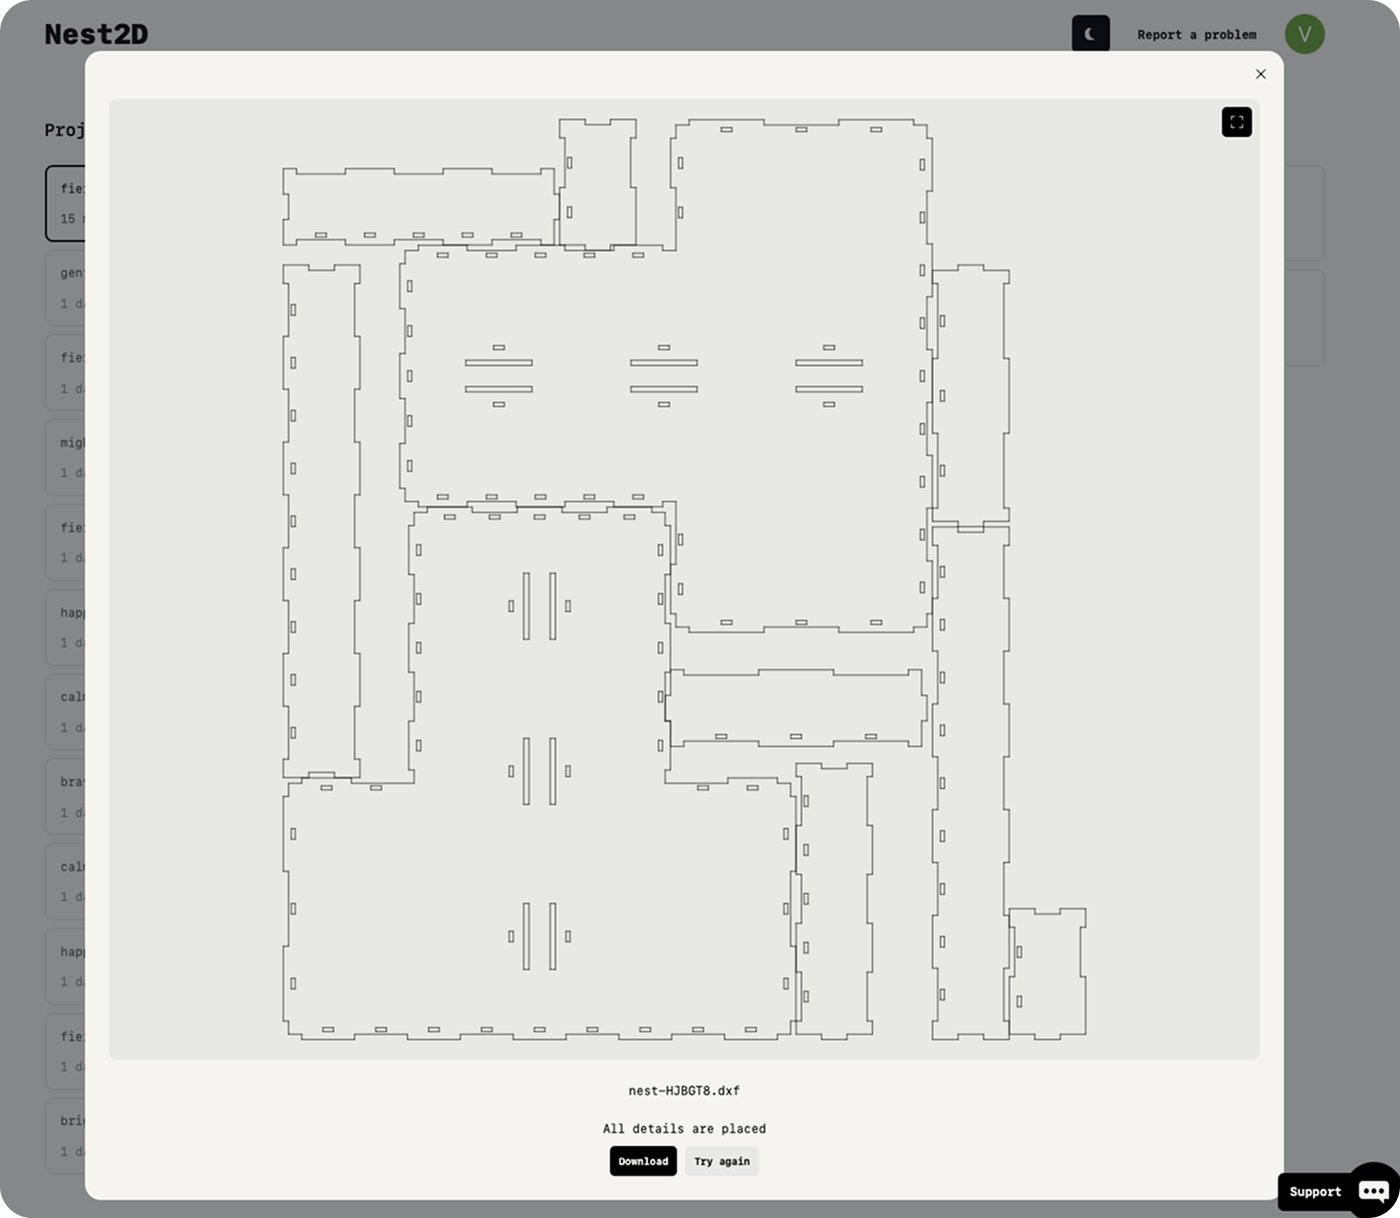 Nest2D
Report a problem
V
Proj
fie
15
gen
1 d
fie
1 d
mig
1 d
fie
1 d
hap
1 d
cal
1 d
bra
1 d
cal
1 d
hap
1 d
fie
1 d
bri
1 d
nest-HJBGT8.dxf
All details are placed
Download
Try again
Support